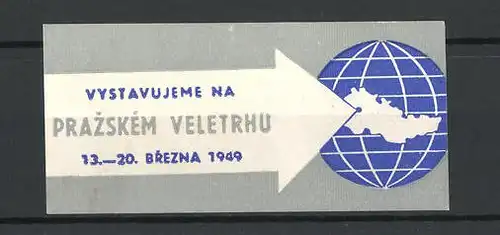 VYSTAVUJEME NA
PRAŽSKÉM VELETRHU
13.—20. BŘEZNA 1949